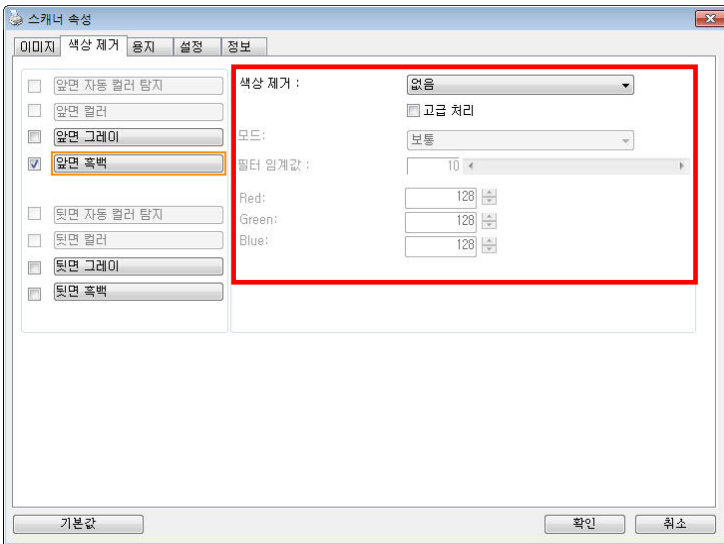 스캐너 속성
이미지 색상 제거 용지 설정 정보
앞면 자동 컬러 탐지
앞면 컬러
앞면 그레이
앞면 흑백
뒷면 자동 컬러 탐지
뒷면 컬러
뒷면 그레이
뒷면 흑백
색상 제거 : 없음
고급 처리
모드: 보통
필터 임계값 : 10
Red: 128
Green: 128
Blue: 128
기본값 확인 취소